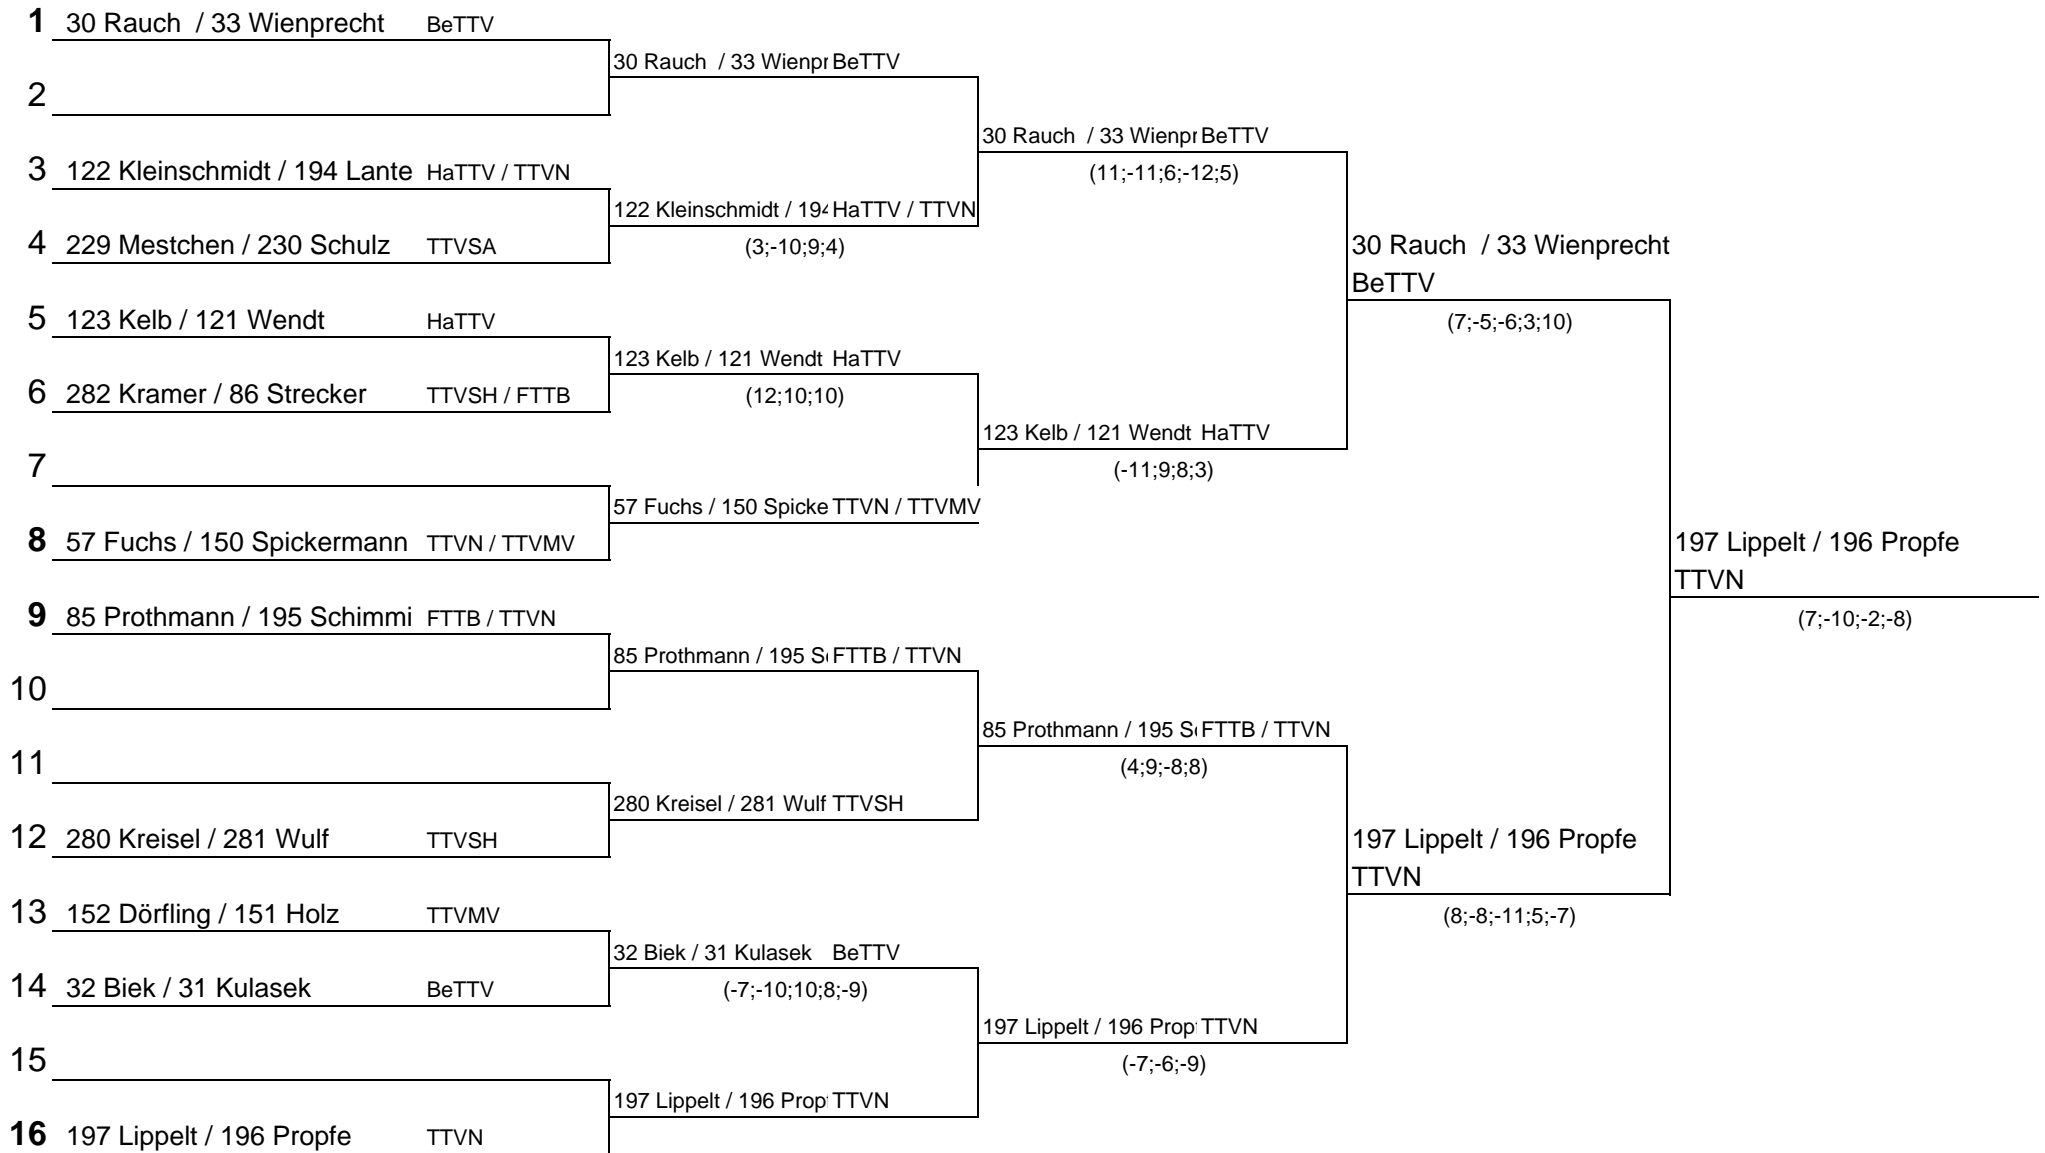 1 30 Rauch / 33 Wienprecht BeTTV
30 Rauch / 33 Wienpr BeTTV
2
30 Rauch / 33 Wienpr BeTTV
3 122 Kleinschmidt / 194 Lante HaTTV / TTVN
(11;-11;6;-12;5)
122 Kleinschmidt / 194 HaTTV / TTVN
4 229 Mestchen / 230 Schulz TTVSA
(3;-10;9;4)
30 Rauch / 33 Wienprecht
BeTTV
5 123 Kelb / 121 Wendt HaTTV
(7;-5;-6;3;10)
123 Kelb / 121 Wendt HaTTV
6 282 Kramer / 86 Strecker TTVSH / FTTB
(12;10;10)
123 Kelb / 121 Wendt HaTTV
7
(-11;9;8;3)
57 Fuchs / 150 Spicke TTVN / TTVMV
8 57 Fuchs / 150 Spickermann TTVN / TTVMV
197 Lippelt / 196 Propfe
TTVN
9 85 Prothmann / 195 Schimmi FTTB / TTVN
(7;-10;-2;-8)
85 Prothmann / 195 S FTTB / TTVN
10
85 Prothmann / 195 S FTTB / TTVN
11
(4;9;-8;8)
280 Kreisel / 281 Wulf TTVSH
12 280 Kreisel / 281 Wulf TTVSH
197 Lippelt / 196 Propfe
TTVN
13 152 Dörfling / 151 Holz TTVMV
(8;-8;-11;5;-7)
32 Biek / 31 Kulasek BeTTV
14 32 Biek / 31 Kulasek BeTTV
(-7;-10;10;8;-9)
197 Lippelt / 196 Prop TTVN
15
(-7;-6;-9)
197 Lippelt / 196 Prop TTVN
16 197 Lippelt / 196 Propfe TTVN